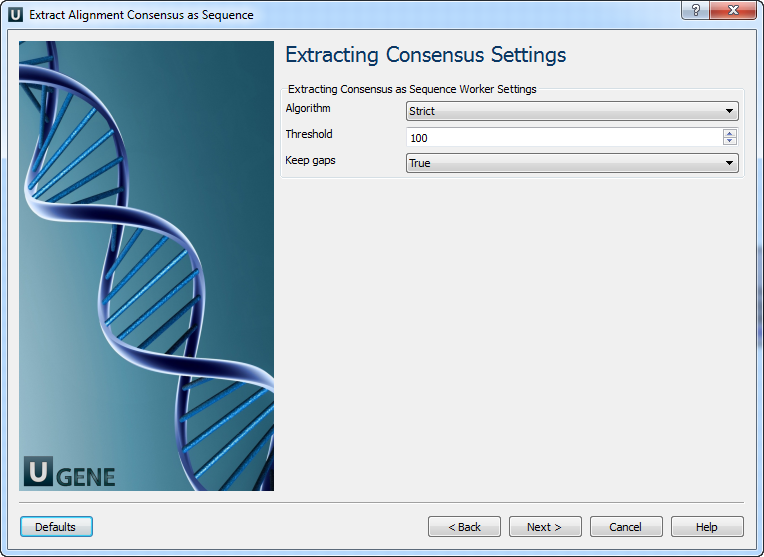 U Extract Alignment Consensus as Sequence
?
Extracting Consensus Settings
Extracting Consensus as Sequence Worker Settings
Algorithm Strict
Threshold 100
Keep gaps True
U GENE
Defaults < Back Next > Cancel Help